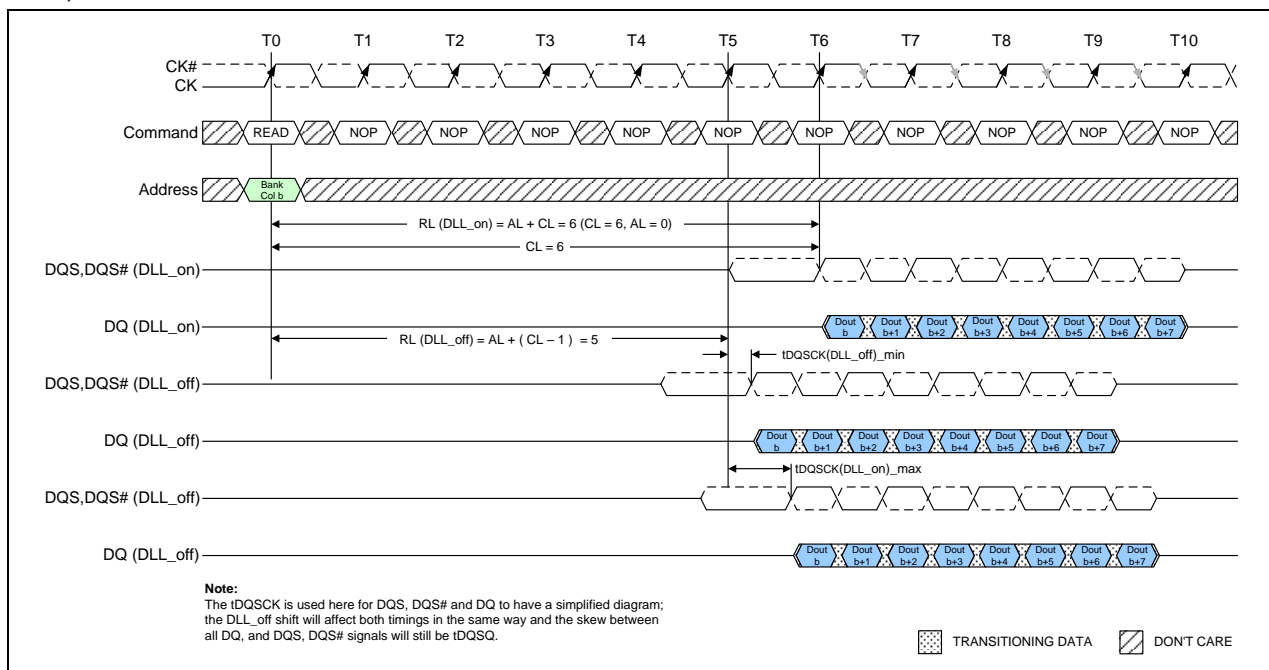 T0 T1 T2 T3 T4 T5 T6 T7 T8 T9 T10
CK#
CK
Command READ NOP NOP NOP NOP NOP NOP NOP NOP NOP NOP
Address Bank Col b
RL (DLL_on) = AL + CL = 6 (CL = 6, AL = 0)
CL = 6
DQS,DQS# (DLL_on)
DQ (DLL_on) Dout b Dout b+1 Dout b+2 Dout b+3 Dout b+4 Dout b+5 Dout b+6 Dout b+7
RL (DLL_off) = AL + ( CL – 1 ) = 5
tDQSCK(DLL_off)_min
DQS,DQS# (DLL_off)
DQ (DLL_off) Dout b Dout b+1 Dout b+2 Dout b+3 Dout b+4 Dout b+5 Dout b+6 Dout b+7
tDQSCK(DLL_on)_max
DQS,DQS# (DLL_off)
DQ (DLL_off) Dout b Dout b+1 Dout b+2 Dout b+3 Dout b+4 Dout b+5 Dout b+6 Dout b+7
Note:
The tDQSCK is used here for DQS, DQS# and DQ to have a simplified diagram;
the DLL_off shift will affect both timings in the same way and the skew between
all DQ, and DQS, DQS# signals will still be tDQSQ.
TRANSITIONING DATA DON'T CARE